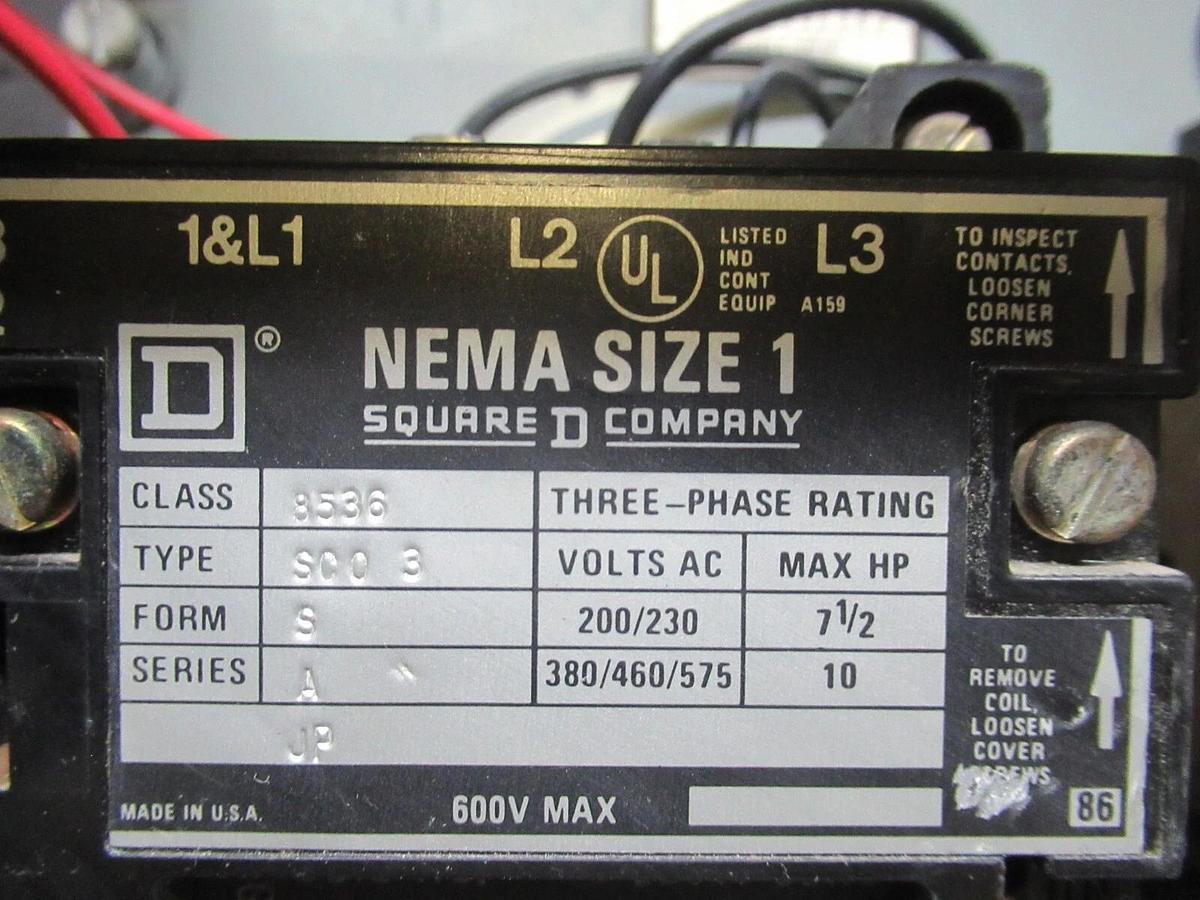 1&L1
L2
UL
LISTED
IND
CONT
EQUIP A159
L3
TO INSPECT
CONTACTS,
LOOSEN
CORNER
SCREWS
D ®
NEMA SIZE 1
SQUARE D COMPANY
CLASS 8536
TYPE SCO 3
FORM S
SERIES A
JP
THREE-PHASE RATING
VOLTS AC MAX HP
200/230 7 1/2
380/460/575 10
TO
REMOVE
COIL,
LOOSEN
COVER
SCREWS
MADE IN U.S.A.
600V MAX
86